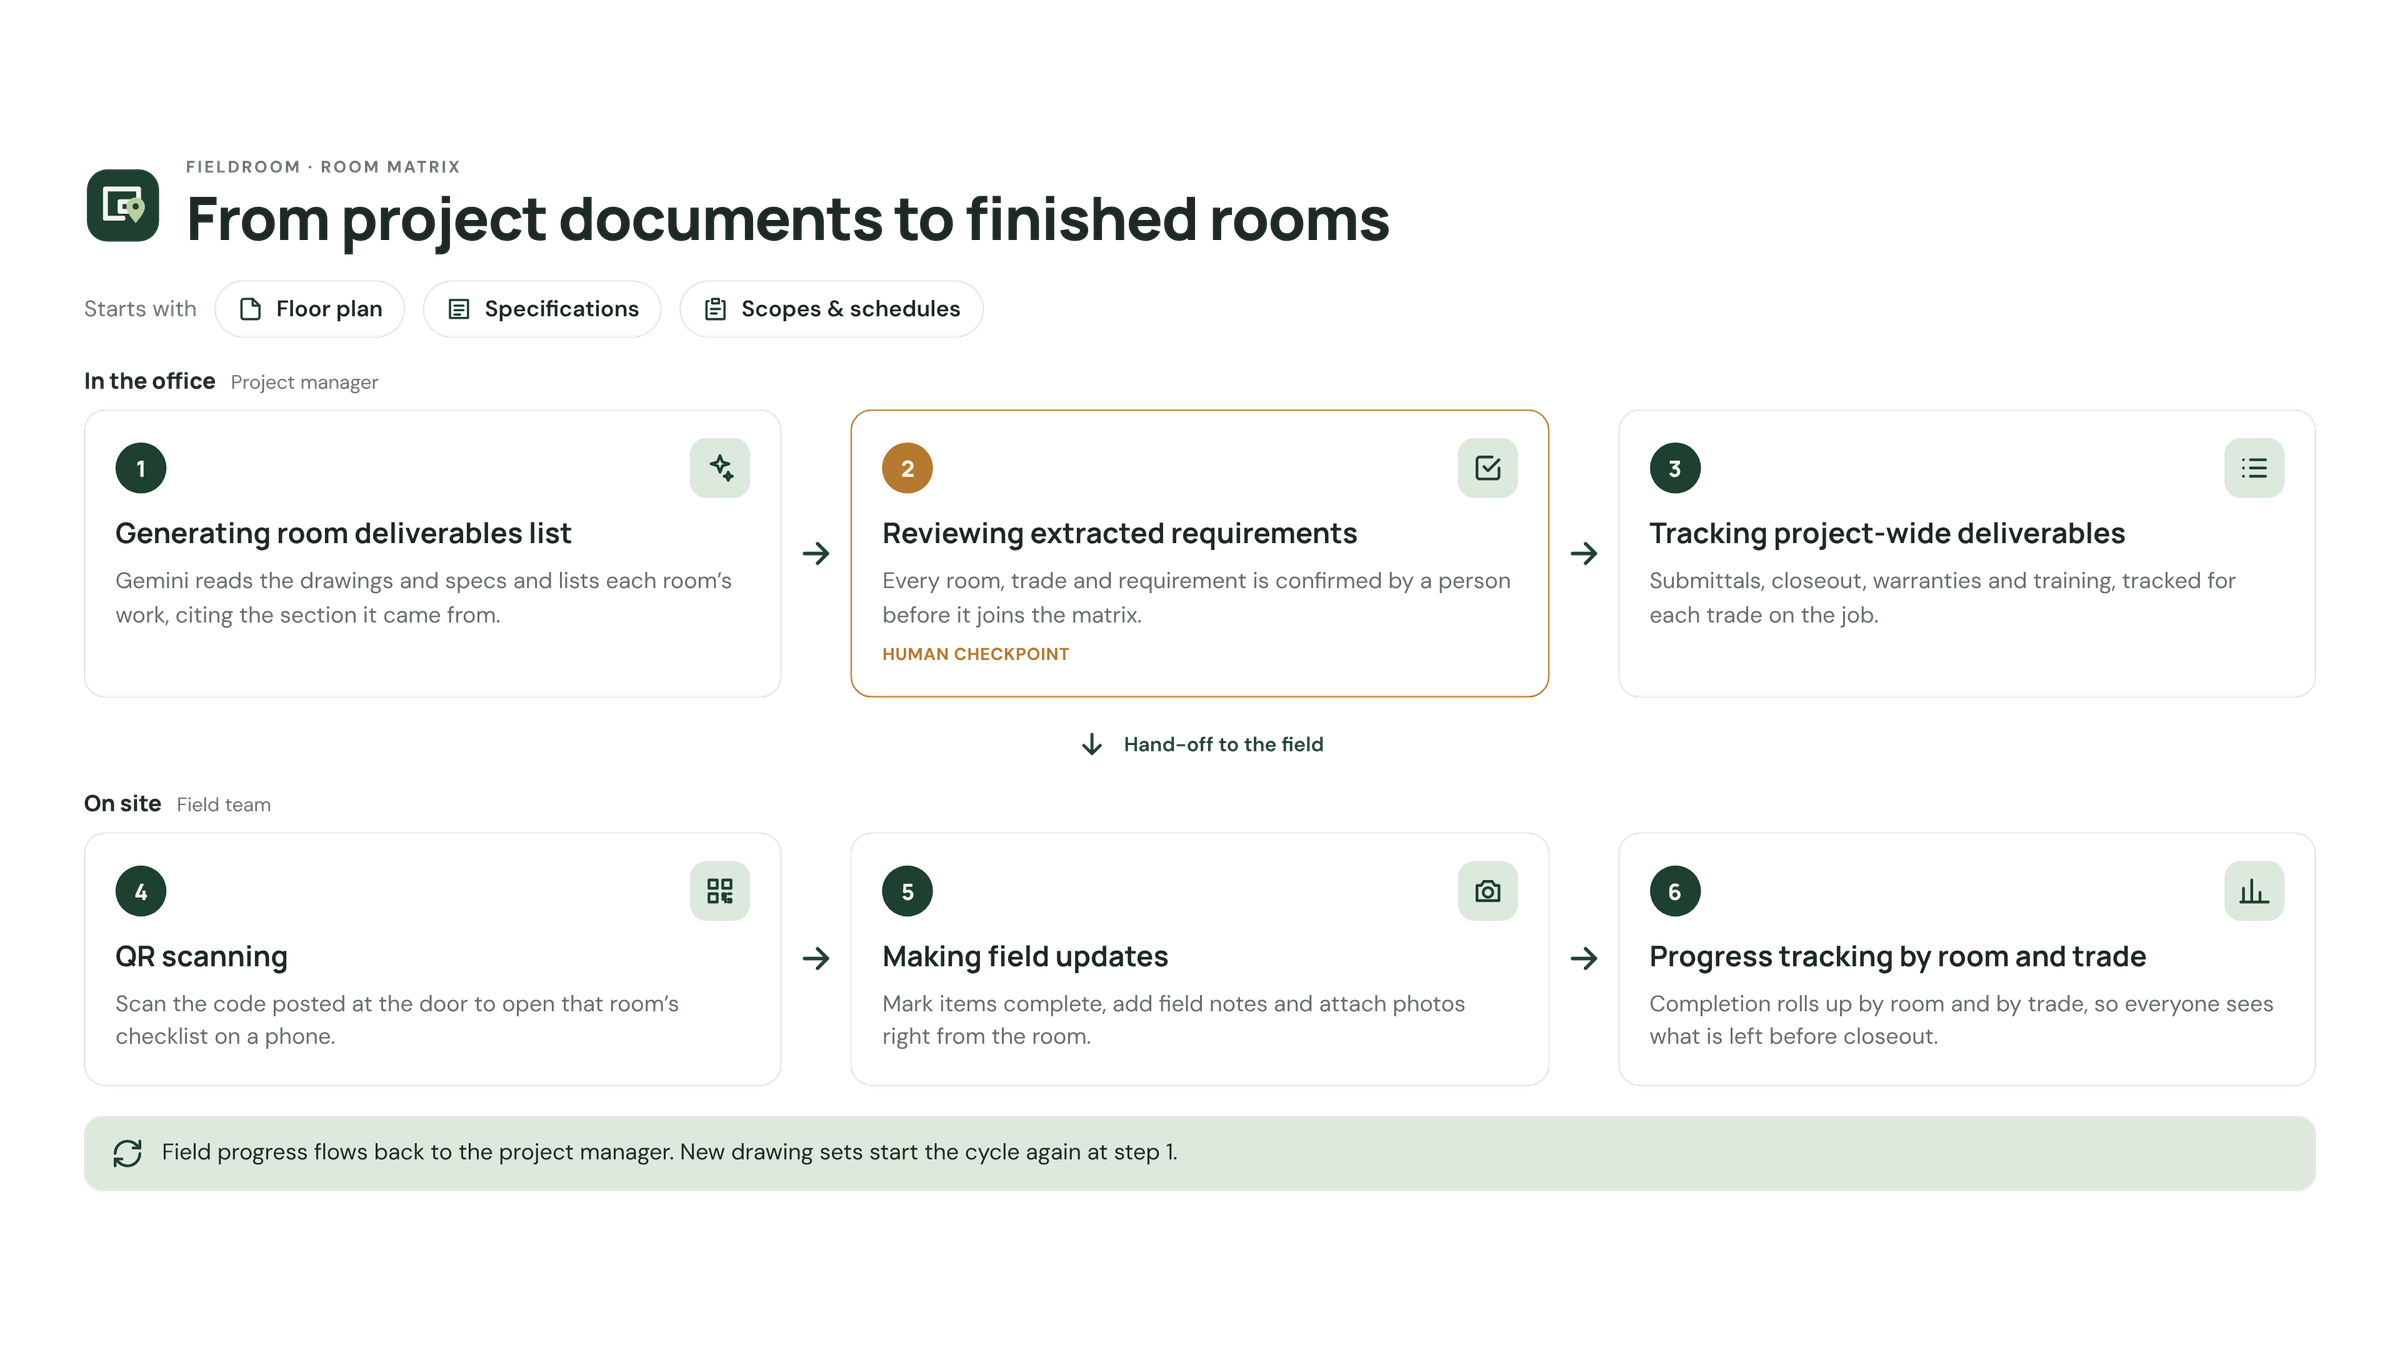 FIELDROOM · ROOM MATRIX
From project documents to finished rooms
Starts with
Floor plan
Specifications
Scopes & schedules
In the office Project manager
1
Generating room deliverables list
Gemini reads the drawings and specs and lists each room’s
work, citing the section it came from.
2
Reviewing extracted requirements
Every room, trade and requirement is confirmed by a person
before it joins the matrix.
HUMAN CHECKPOINT
3
Tracking project-wide deliverables
Submittals, closeout, warranties and training, tracked for
each trade on the job.
Hand-off to the field
On site Field team
4
QR scanning
Scan the code posted at the door to open that room’s
checklist on a phone.
5
Making field updates
Mark items complete, add field notes and attach photos
right from the room.
6
Progress tracking by room and trade
Completion rolls up by room and by trade, so everyone sees
what is left before closeout.
Field progress flows back to the project manager. New drawing sets start the cycle again at step 1.